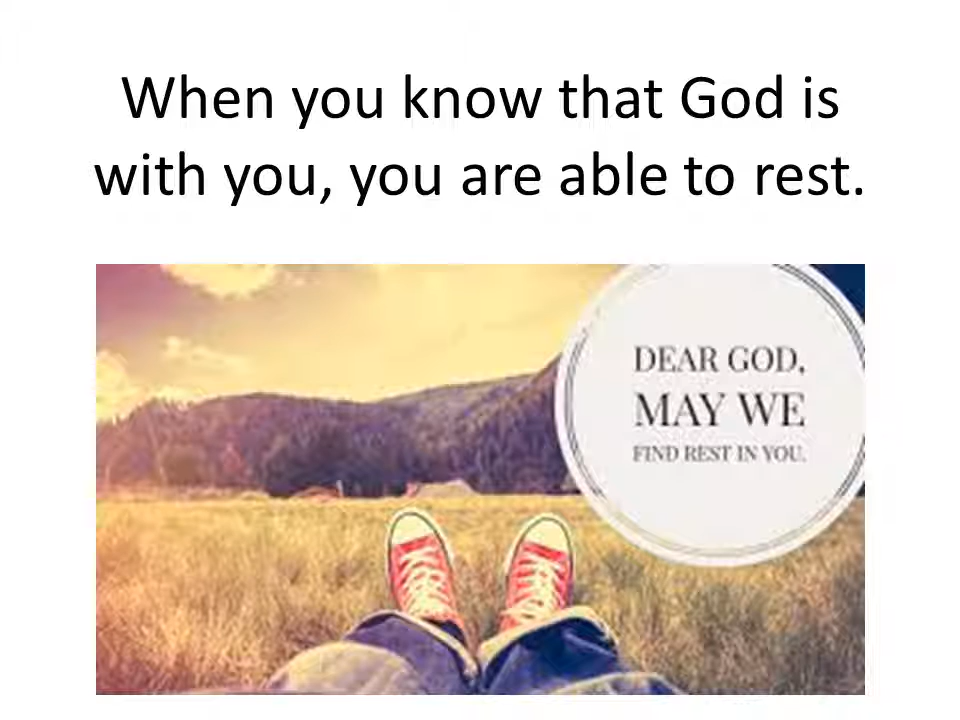 When you know that God is
with you, you are able to rest.
DEAR GOD,
MAY WE
FIND REST IN YOU.